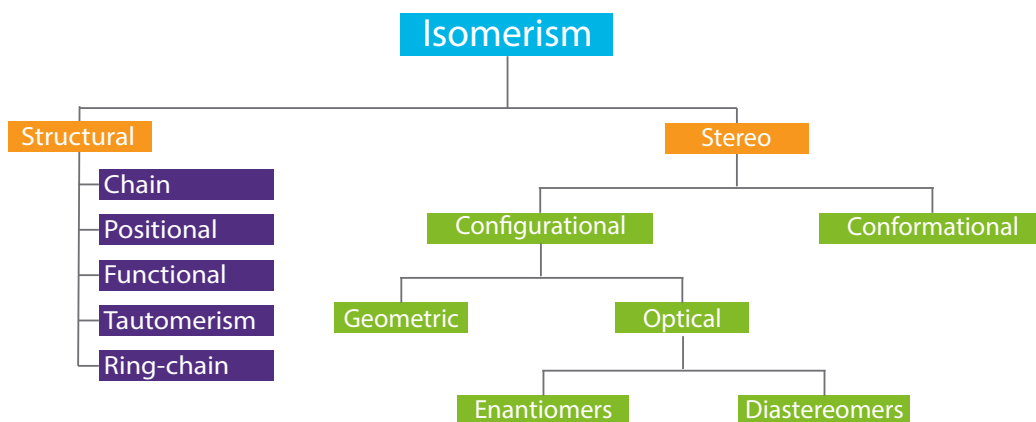 Isomerism
Structural
Stereo
Chain
Positional
Functional
Tautomerism
Ring-chain
Configurational
Conformational
Geometric
Optical
Enantiomers
Diastereomers